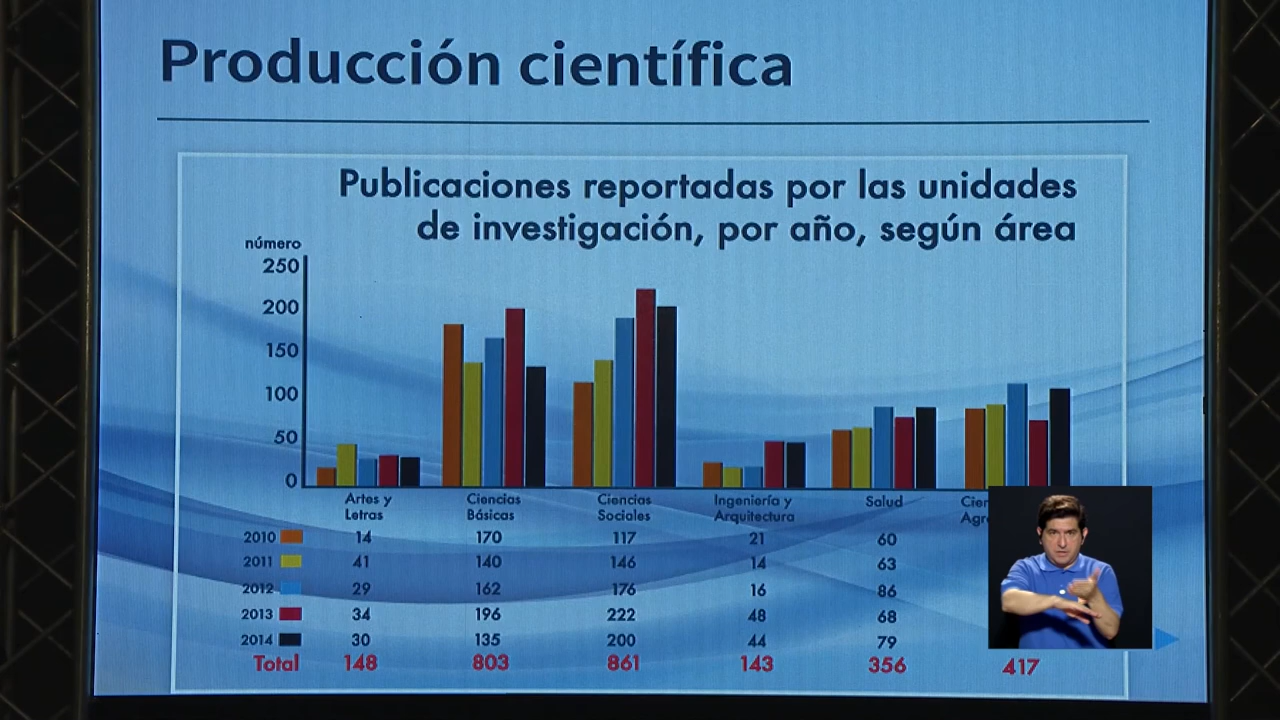 Producción científica
Publicaciones reportadas por las unidades
de investigación, por año, según área
número
250
200
150
100
50
0
Artes y Letras
Ciencias Básicas
Ciencias Sociales
Ingeniería y Arquitectura
Salud
2010 14 170 117 21 60
2011 41 140 146 14 63
2012 29 162 176 16 86
2013 34 196 222 48 68
2014 30 135 200 44 79
Total 148 803 861 143 356 417